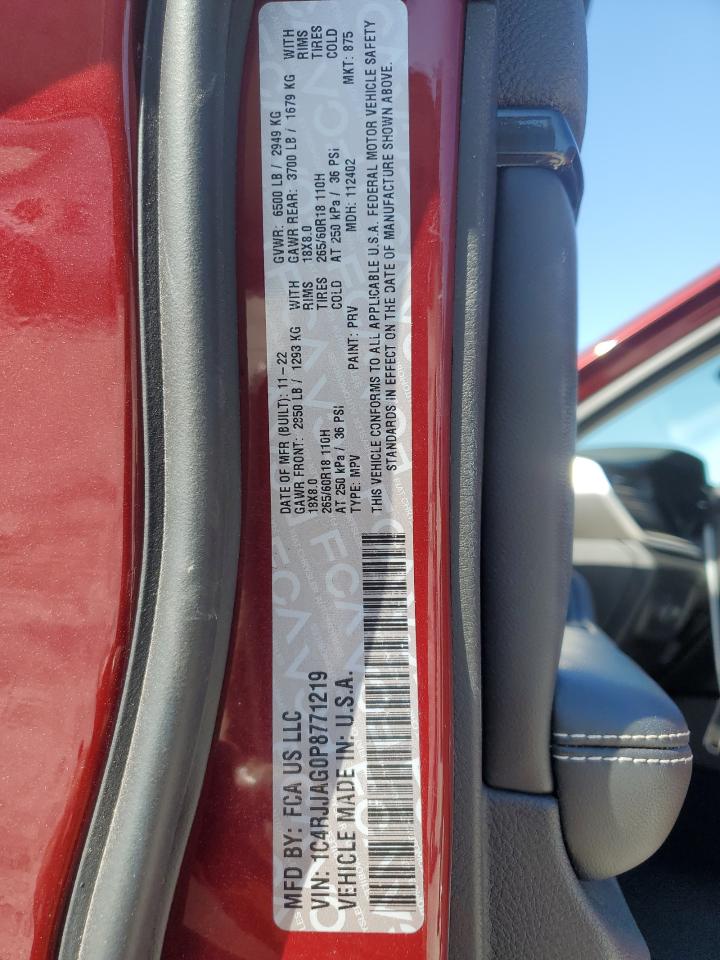 MFD BY: FCA US LLC
VIN: 1C4RJJAG0P8771219
VEHICLE MADE IN: U.S.A.
DATE OF MFR (BUILT): 11-22
GVWR: 6500 LB / 2949 KG
GAWR FRONT: 2850 LB / 1293 KG WITH
GAWR REAR: 3700 LB / 1679 KG WITH
18X8.0 RIMS
18X8.0 RIMS
265/60R18 110H TIRES
265/60R18 110H TIRES
AT 250 kPa / 36 PSi COLD
AT 250 kPa / 36 PSi COLD
TYPE: MPV PAINT: PRV MDH: 112402 MKT: 875
THIS VEHICLE CONFORMS TO ALL APPLICABLE U.S.A. FEDERAL MOTOR VEHICLE SAFETY
STANDARDS IN EFFECT ON THE DATE OF MANUFACTURE SHOWN ABOVE.